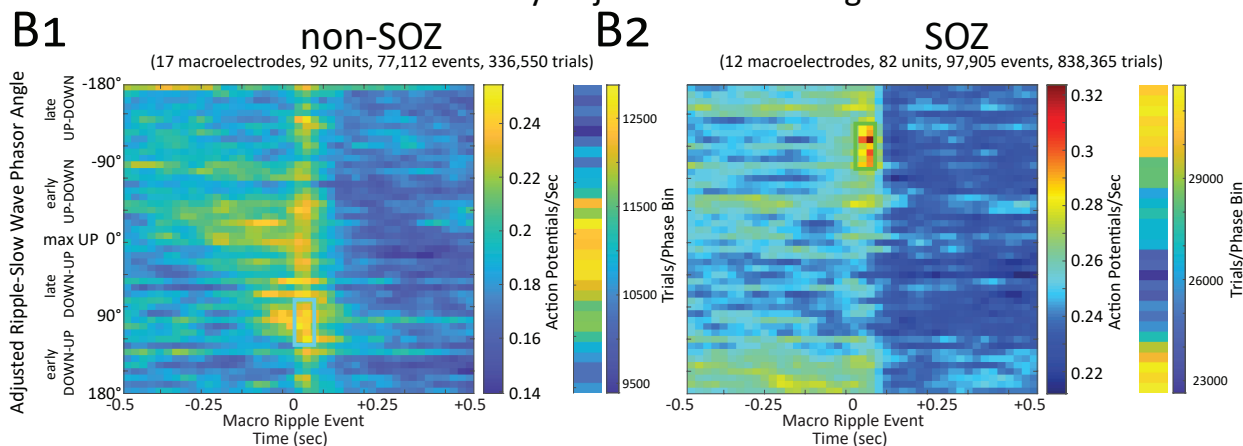 B1
non-SOZ
(17 macroelectrodes, 92 units, 77,112 events, 336,550 trials)
Adjusted Ripple-Slow Wave Phasor Angle
late
UP-DOWN
early
UP-DOWN
max UP
late
DOWN-UP
early
DOWN-UP
-180°
-90°
0°
90°
180°
-0.5
-0.25
0
+0.25
+0.5
Macro Ripple Event
Time (sec)
0.24
0.22
0.2
0.18
0.16
0.14
Action Potentials/Sec
12500
11500
10500
9500
Trials/Phase Bin
B2
SOZ
(12 macroelectrodes, 82 units, 97,905 events, 838,365 trials)
-0.5
-0.25
0
+0.25
+0.5
Macro Ripple Event
Time (sec)
0.32
0.3
0.28
0.26
0.24
0.22
Action Potentials/Sec
29000
26000
23000
Trials/Phase Bin